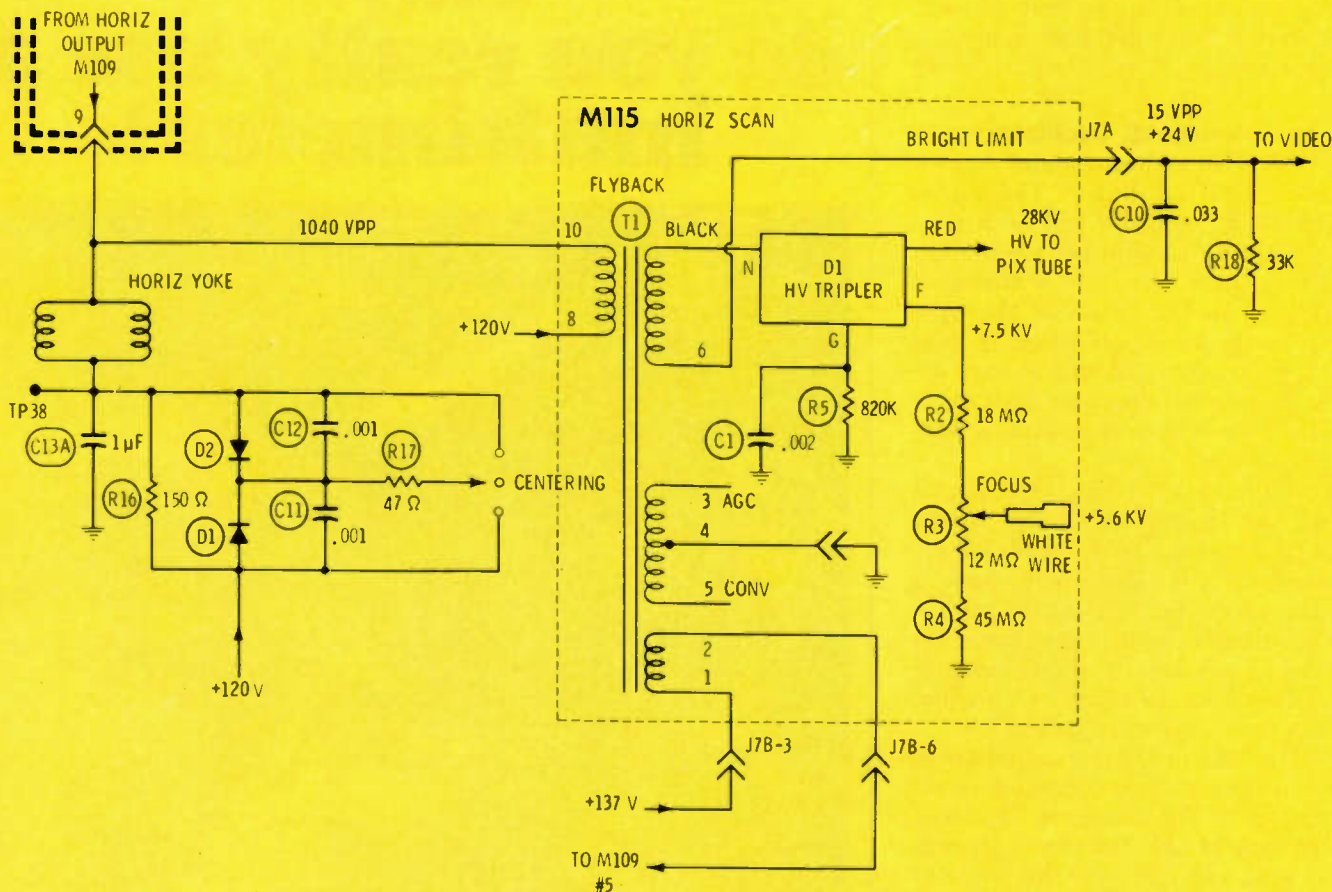 FROM HORIZ
OUTPUT
M109
9
M115 HORIZ SCAN
BRIGHT LIMIT
J7A
15 VPP
+24 V
TO VIDEO
FLYBACK
T1
10
BLACK
1040 VPP
RED
28KV
HV TO
PIX TUBE
C10
.033
R18
33K
N
D1
HV TRIPLER
F
HORIZ YOKE
+120V
8
+7.5 KV
6
G
TP38
C13A
1 µF
D2
C12
.001
R17
R5
820K
R2
18 MΩ
C1
.002
R16
150 Ω
47 Ω
CENTERING
D1
C11
.001
3 AGC
4
5 CONV
FOCUS
R3
+5.6 KV
WHITE
WIRE
12 MΩ
R4
45 MΩ
2
1
+120 V
J7B-3
J7B-6
+137 V
TO M109
#5